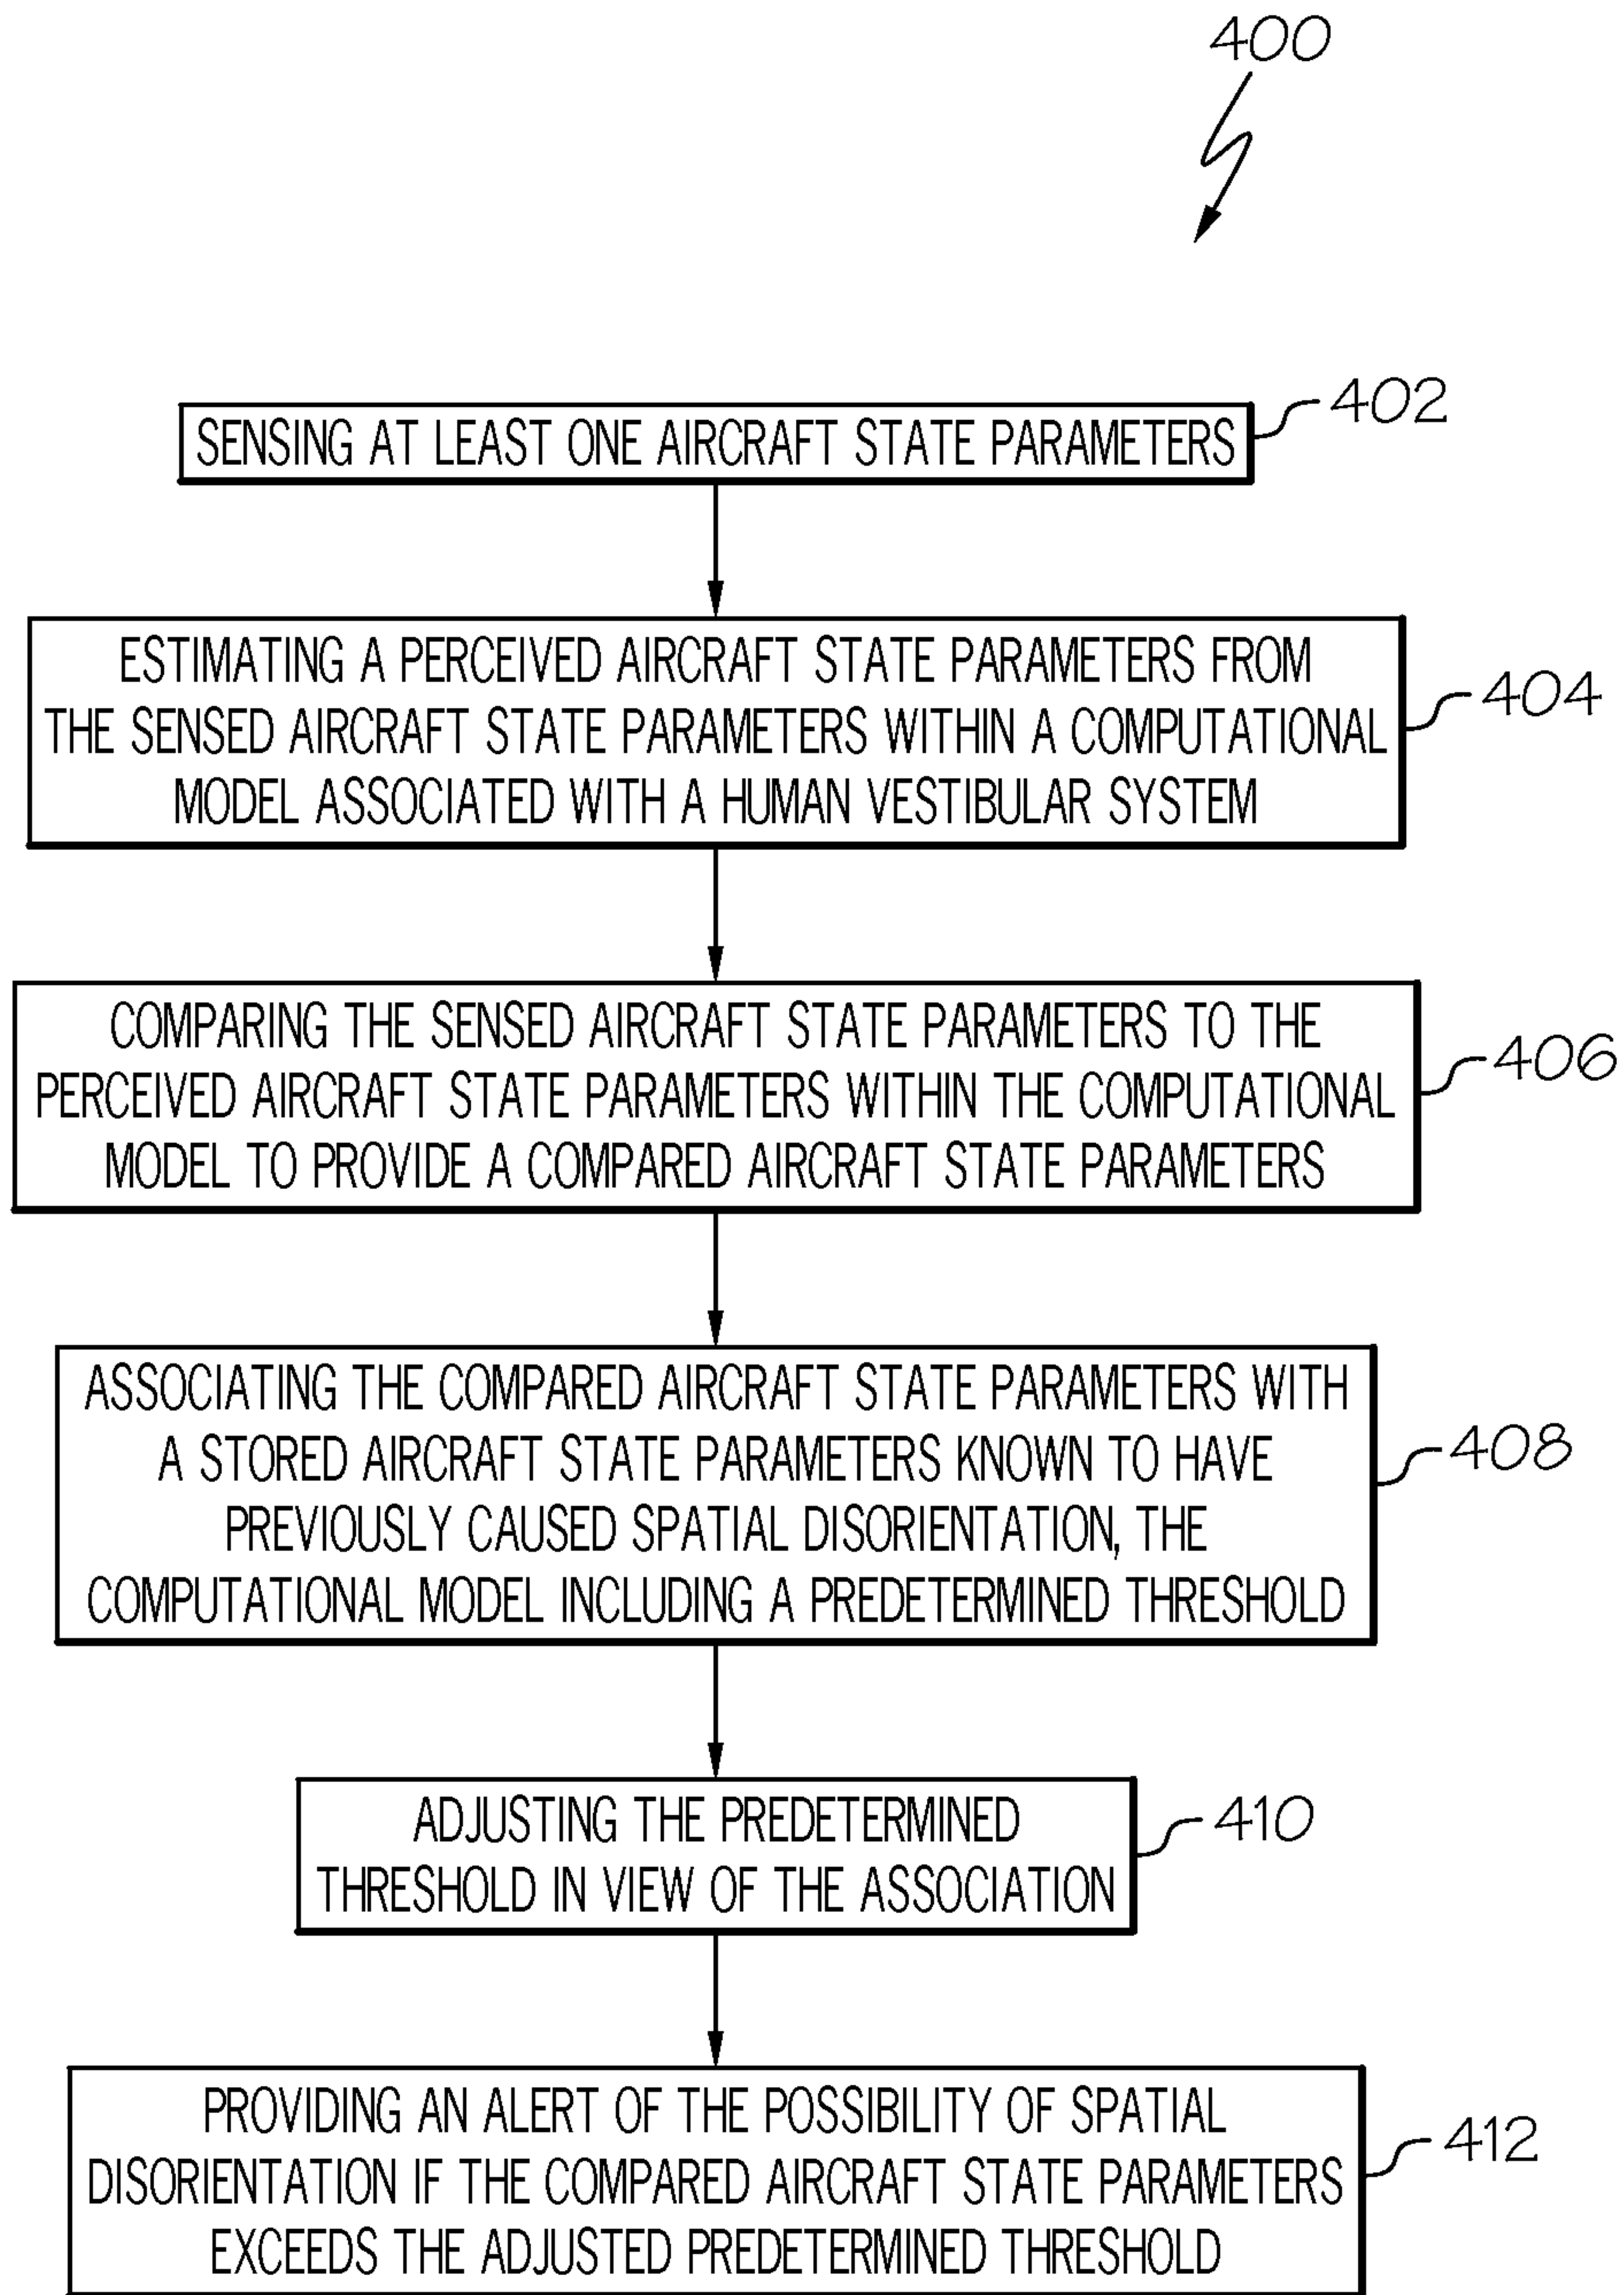 400
SENSING AT LEAST ONE AIRCRAFT STATE PARAMETERS
402
ESTIMATING A PERCEIVED AIRCRAFT STATE PARAMETERS FROM
THE SENSED AIRCRAFT STATE PARAMETERS WITHIN A COMPUTATIONAL
MODEL ASSOCIATED WITH A HUMAN VESTIBULAR SYSTEM
404
COMPARING THE SENSED AIRCRAFT STATE PARAMETERS TO THE
PERCEIVED AIRCRAFT STATE PARAMETERS WITHIN THE COMPUTATIONAL
MODEL TO PROVIDE A COMPARED AIRCRAFT STATE PARAMETERS
406
ASSOCIATING THE COMPARED AIRCRAFT STATE PARAMETERS WITH
A STORED AIRCRAFT STATE PARAMETERS KNOWN TO HAVE
PREVIOUSLY CAUSED SPATIAL DISORIENTATION, THE
COMPUTATIONAL MODEL INCLUDING A PREDETERMINED THRESHOLD
408
ADJUSTING THE PREDETERMINED
THRESHOLD IN VIEW OF THE ASSOCIATION
410
PROVIDING AN ALERT OF THE POSSIBILITY OF SPATIAL
DISORIENTATION IF THE COMPARED AIRCRAFT STATE PARAMETERS
EXCEEDS THE ADJUSTED PREDETERMINED THRESHOLD
412